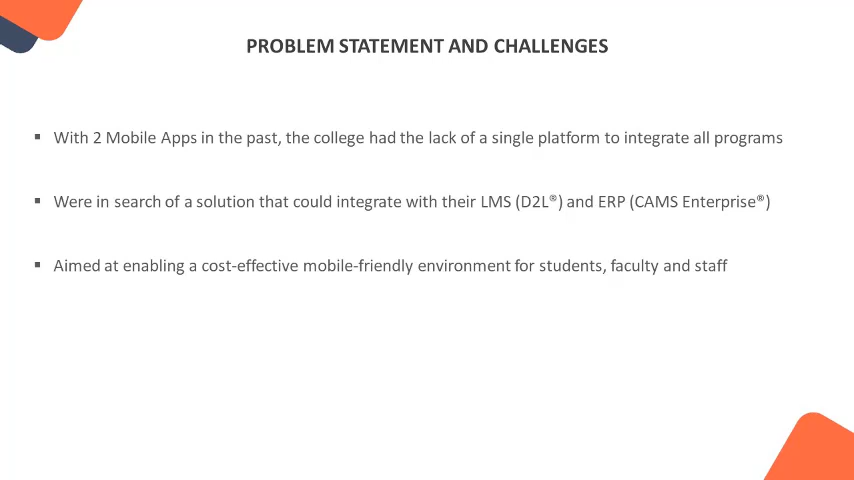 PROBLEM STATEMENT AND CHALLENGES
▪ With 2 Mobile Apps in the past, the college had the lack of a single platform to integrate all programs
▪ Were in search of a solution that could integrate with their LMS (D2L®) and ERP (CAMS Enterprise®)
▪ Aimed at enabling a cost-effective mobile-friendly environment for students, faculty and staff